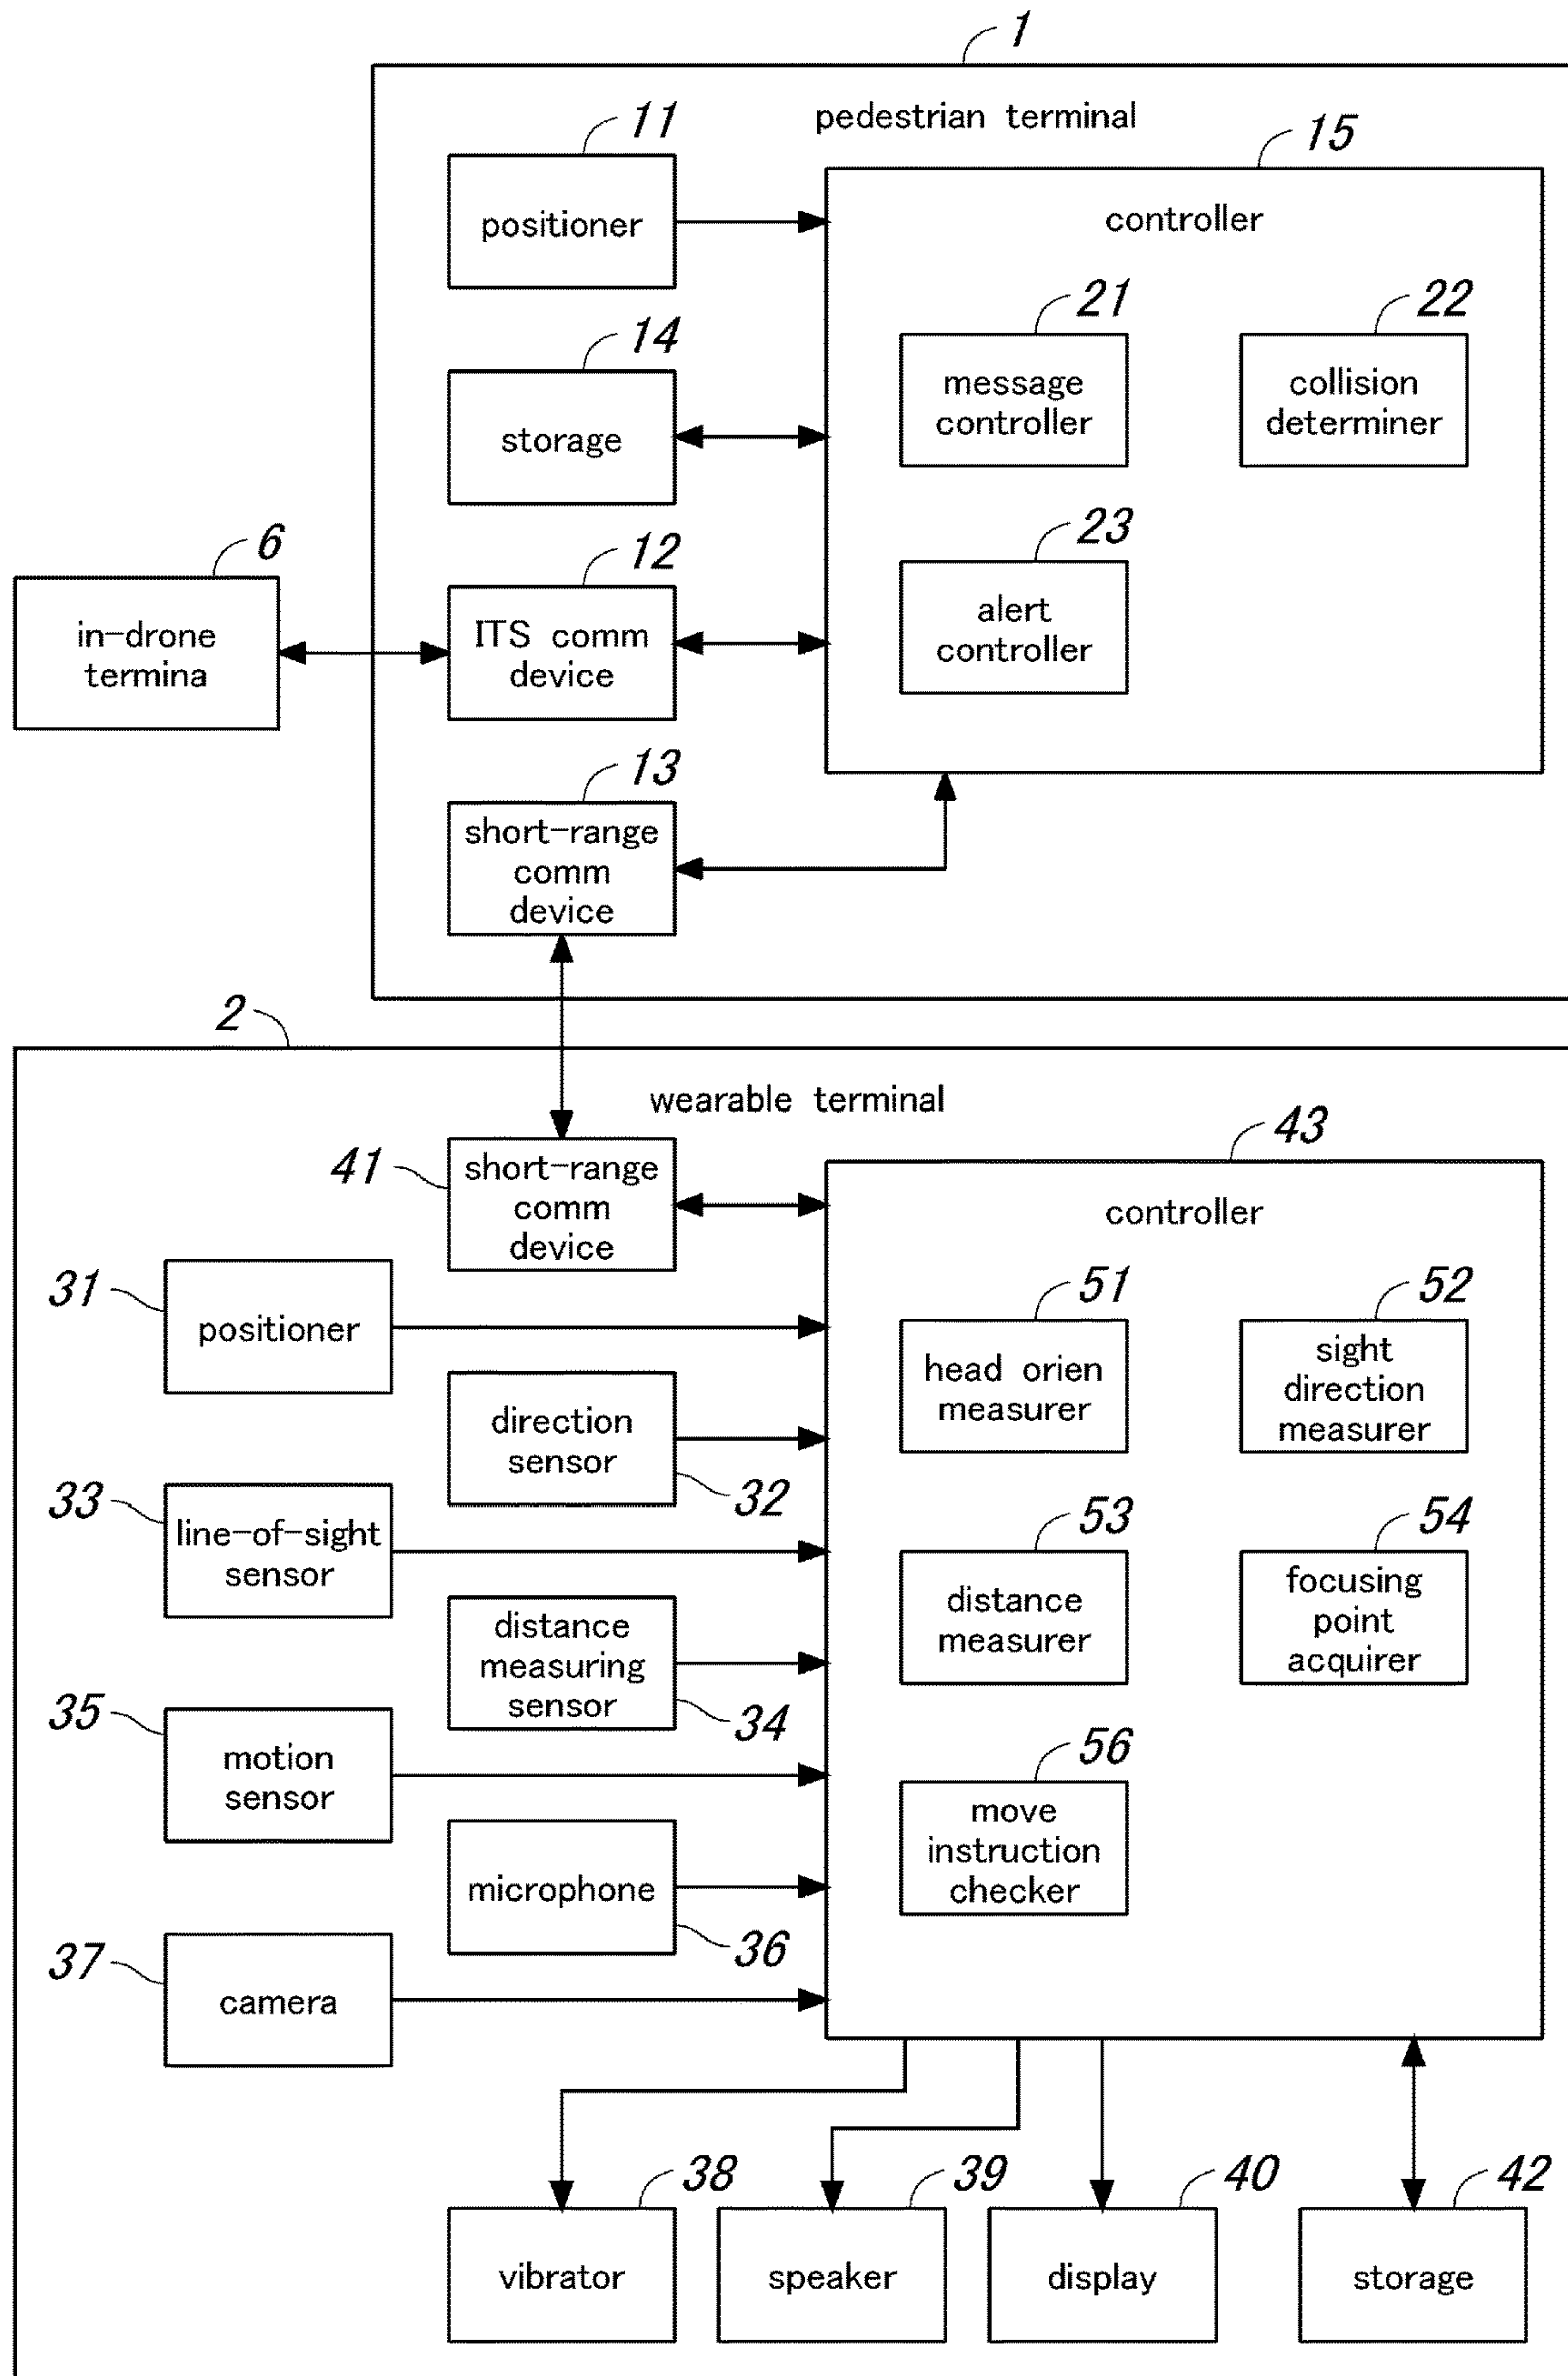 1
pedestrian terminal
11
positioner
15
controller
14
storage
21
message
controller
22
collision
determiner
6
in-drone
termina
12
ITS comm
device
23
alert
controller
13
short-range
comm
device
2
wearable terminal
41
short-range
comm
device
43
controller
31
positioner
51
head orien
measurer
52
sight
direction
measurer
direction
sensor
32
33
line-of-sight
sensor
53
distance
measurer
54
focusing
point
acquirer
distance
measuring
sensor
34
35
motion
sensor
56
move
instruction
checker
microphone
36
37
camera
38
vibrator
39
speaker
40
display
42
storage